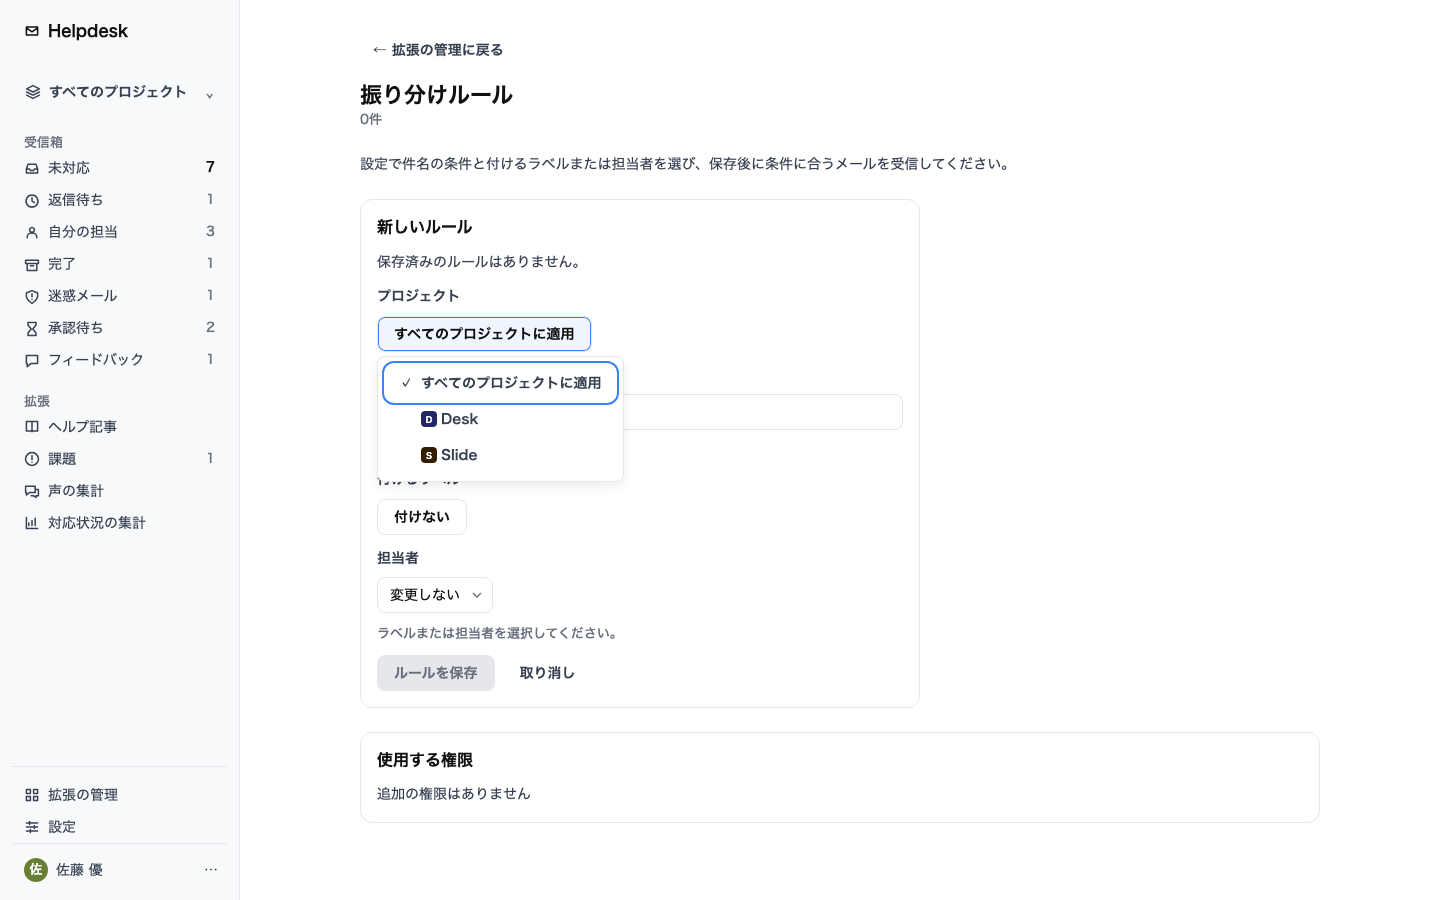 Helpdesk
すべてのプロジェクト
受信箱
未対応 7
返信待ち 1
自分の担当 3
完了 1
迷惑メール 1
承認待ち 2
フィードバック 1
拡張
ヘルプ記事
課題 1
声の集計
対応状況の集計
拡張の管理
設定
佐 佐藤 優 …
← 拡張の管理に戻る
振り分けルール
0件
設定で件名の条件と付けるラベルまたは担当者を選び、保存後に条件に合うメールを受信してください。
新しいルール
保存済みのルールはありません。
プロジェクト
すべてのプロジェクトに適用
✓ すべてのプロジェクトに適用
D Desk
S Slide
付けない
担当者
変更しない
ラベルまたは担当者を選択してください。
ルールを保存 取り消し
使用する権限
追加の権限はありません